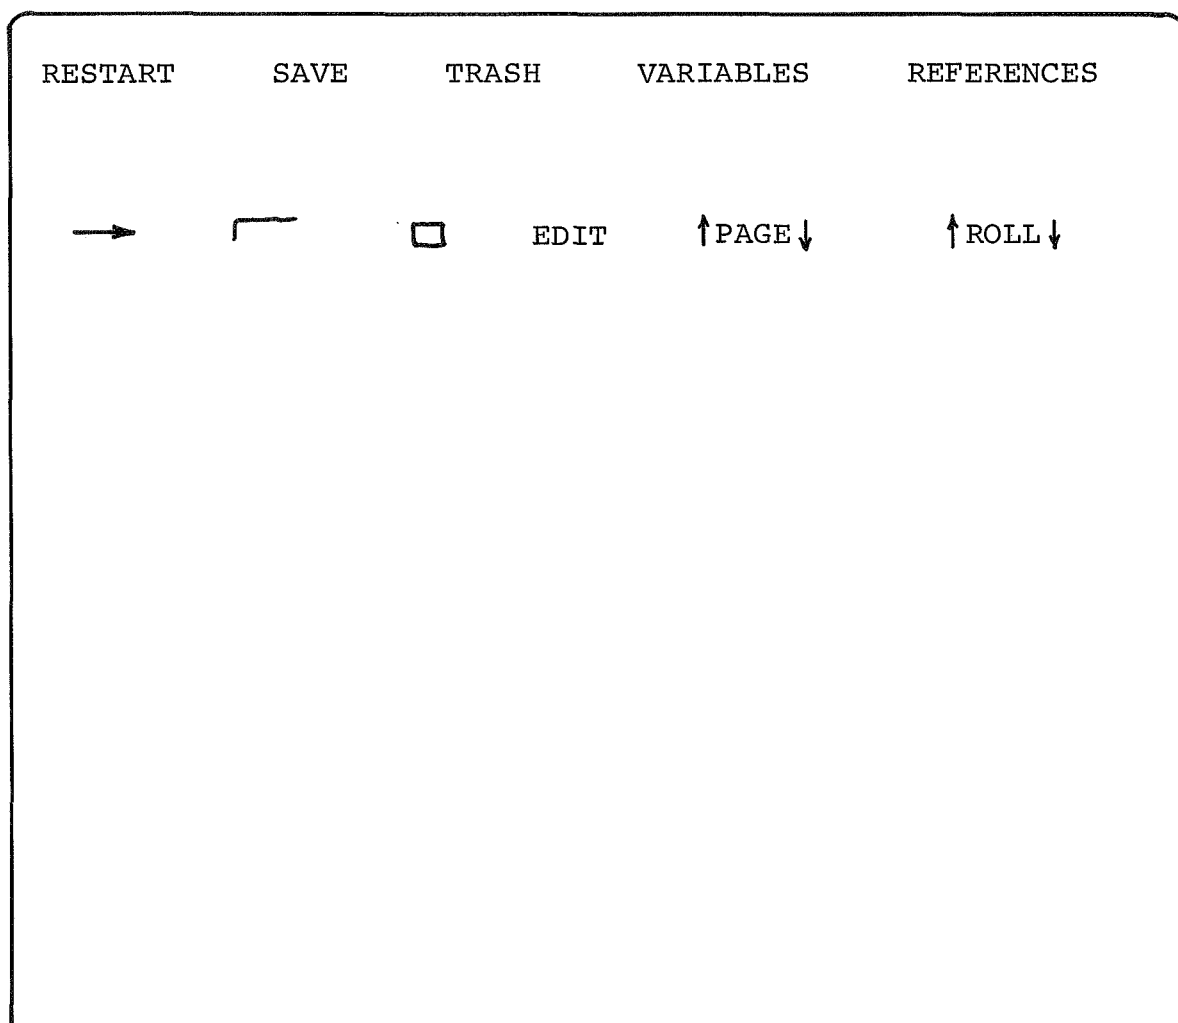 RESTART SAVE TRASH VARIABLES REFERENCES
→ □ EDIT ↑PAGE↓ ↑ROLL↓